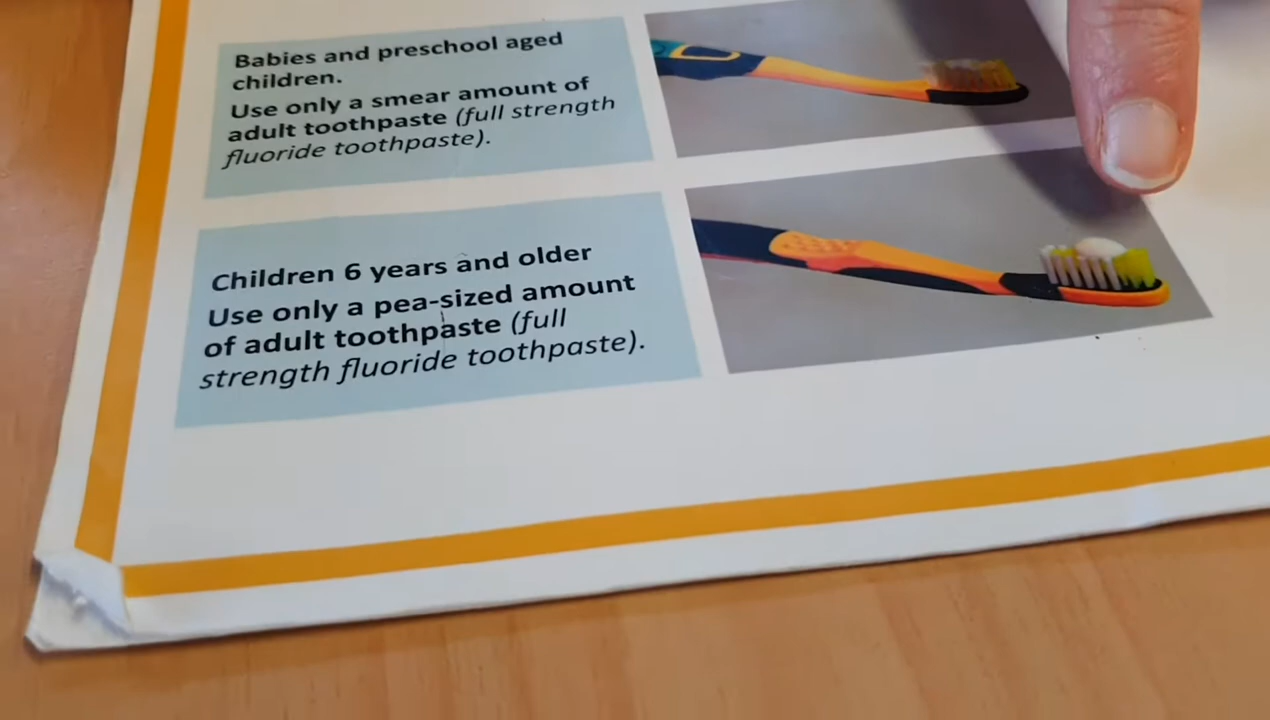 Babies and preschool aged
children.
Use only a smear amount of
adult toothpaste (full strength
fluoride toothpaste).
Children 6 years and older
Use only a pea-sized amount
of adult toothpaste (full
strength fluoride toothpaste).